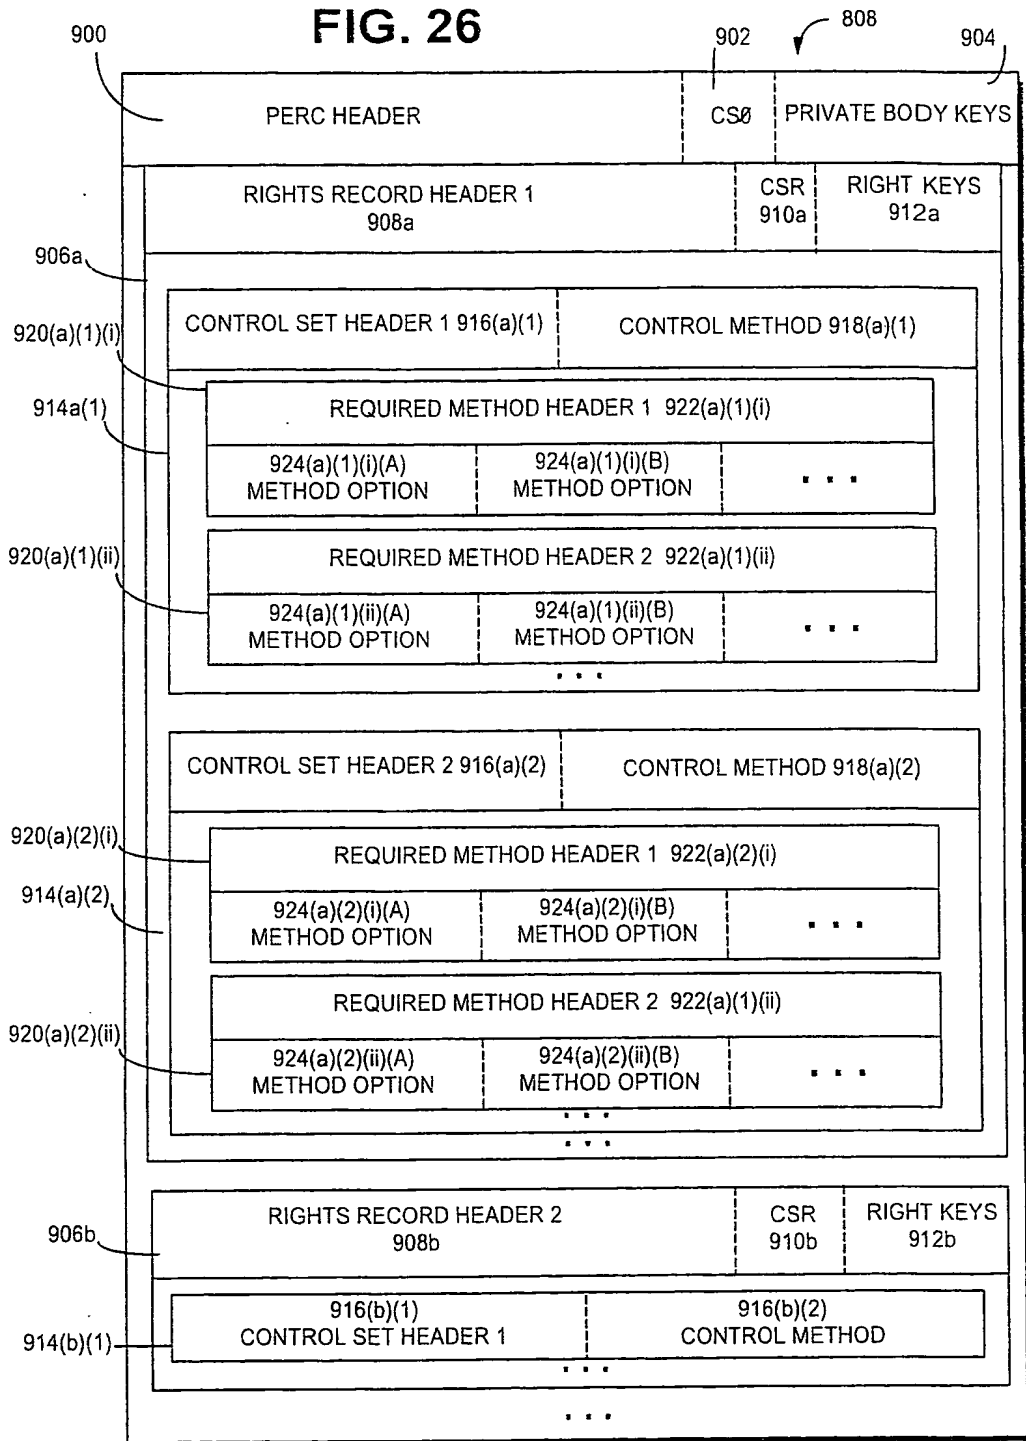 FIG. 26
900
902
808
904
PERC HEADER
CSØ
PRIVATE BODY KEYS
RIGHTS RECORD HEADER 1
908a
CSR
910a
RIGHT KEYS
912a
906a
CONTROL SET HEADER 1 916(a)(1)
CONTROL METHOD 918(a)(1)
920(a)(1)(i)
914a(1)
REQUIRED METHOD HEADER 1 922(a)(1)(i)
924(a)(1)(i)(A)
METHOD OPTION
924(a)(1)(i)(B)
METHOD OPTION
. . .
920(a)(1)(ii)
REQUIRED METHOD HEADER 2 922(a)(1)(ii)
924(a)(1)(ii)(A)
METHOD OPTION
924(a)(1)(ii)(B)
METHOD OPTION
. . .
. . .
CONTROL SET HEADER 2 916(a)(2)
CONTROL METHOD 918(a)(2)
920(a)(2)(i)
914(a)(2)
REQUIRED METHOD HEADER 1 922(a)(2)(i)
924(a)(2)(i)(A)
METHOD OPTION
924(a)(2)(i)(B)
METHOD OPTION
. . .
920(a)(2)(ii)
REQUIRED METHOD HEADER 2 922(a)(1)(ii)
924(a)(2)(ii)(A)
METHOD OPTION
924(a)(2)(ii)(B)
METHOD OPTION
. . .
. . .
. . .
906b
RIGHTS RECORD HEADER 2
908b
CSR
910b
RIGHT KEYS
912b
914(b)(1)
916(b)(1)
CONTROL SET HEADER 1
916(b)(2)
CONTROL METHOD
. . .
. . .